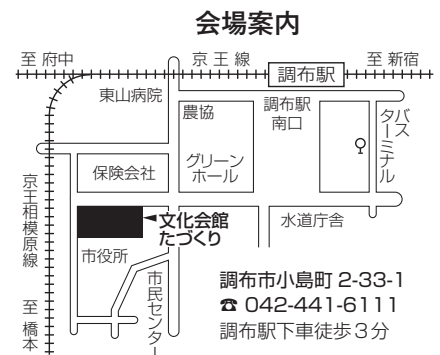 会場案内
至 府中
京 王 線
調布駅
至 新宿
東山病院
農協
調布駅
南口
バス
ターミナル
保険会社
グリーン
ホール
京王相模原線
文化会館
たづくり
水道庁舎
市役所
市民センター
至 橋本
調布市小島町 2-33-1
☎ 042-441-6111
調布駅下車徒歩3分